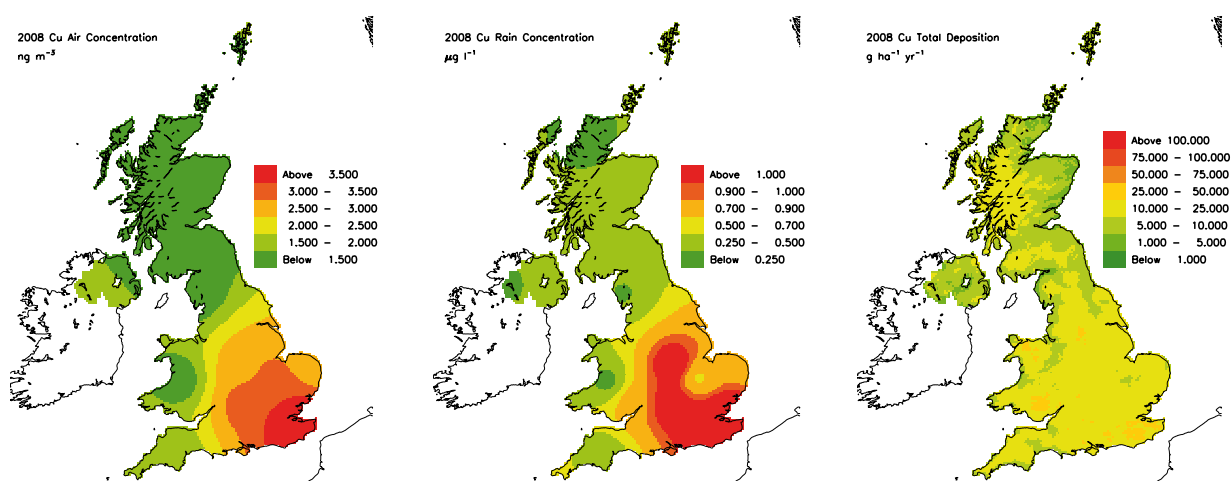 2008 Cu Air Concentration
ng m⁻³
Above 3.500
3.000 – 3.500
2.500 – 3.000
2.000 – 2.500
1.500 – 2.000
Below 1.500
2008 Cu Rain Concentration
μg l⁻¹
Above 1.000
0.900 – 1.000
0.700 – 0.900
0.500 – 0.700
0.250 – 0.500
Below 0.250
2008 Cu Total Deposition
g ha⁻¹ yr⁻¹
Above 100.000
75.000 – 100.000
50.000 – 75.000
25.000 – 50.000
10.000 – 25.000
5.000 – 10.000
1.000 – 5.000
Below 1.000